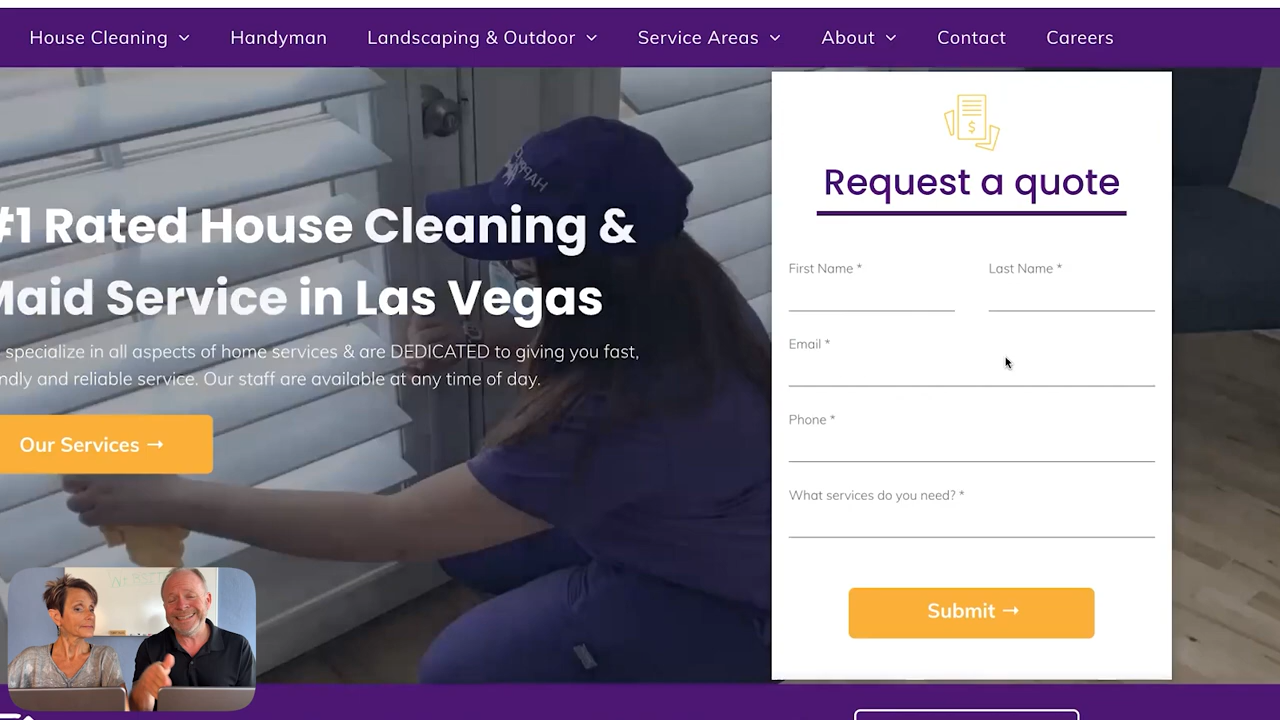 House Cleaning
Handyman
Landscaping & Outdoor
Service Areas
About
Contact
Careers
#1 Rated House Cleaning &
Maid Service in Las Vegas
specialize in all aspects of home services & are DEDICATED to giving you fast,
ndly and reliable service. Our staff are available at any time of day.
Our Services →
$
Request a quote
First Name *
Last Name *
Email *
Phone *
What services do you need? *
Submit →